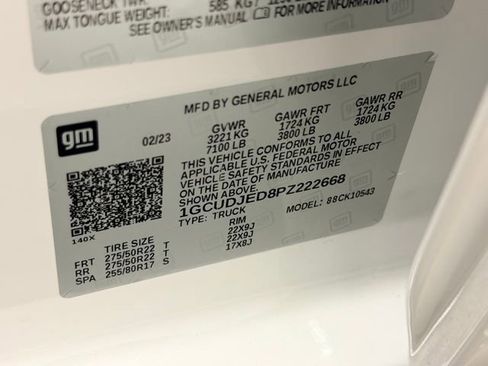 GOOSENECK TWR
585 KG/
MAX TONGUE WEIGHT:
FOR MORE INFORMATION
SEE OWNER'S MANUAL
MFD BY GENERAL MOTORS LLC
gm
02/23
GVWR GAWR FRT GAWR RR
3221 KG 1724 KG 1724 KG
7100 LB 3800 LB 3800 LB
THIS VEHICLE CONFORMS TO ALL
APPLICABLE U.S. FEDERAL MOTOR
VEHICLE SAFETY STANDARDS IN EFFECT
ON THE DATE OF MANUFACTURE
SHOWN ABOVE.
1GCUDJED8PZ222668
TYPE: TRUCK MODEL: 88CK10543
140X
TIRE SIZE RIM
FRT 275/50R22 T 22X9J
RR 275/50R22 T 22X9J
SPA 255/80R17 S 17X8J